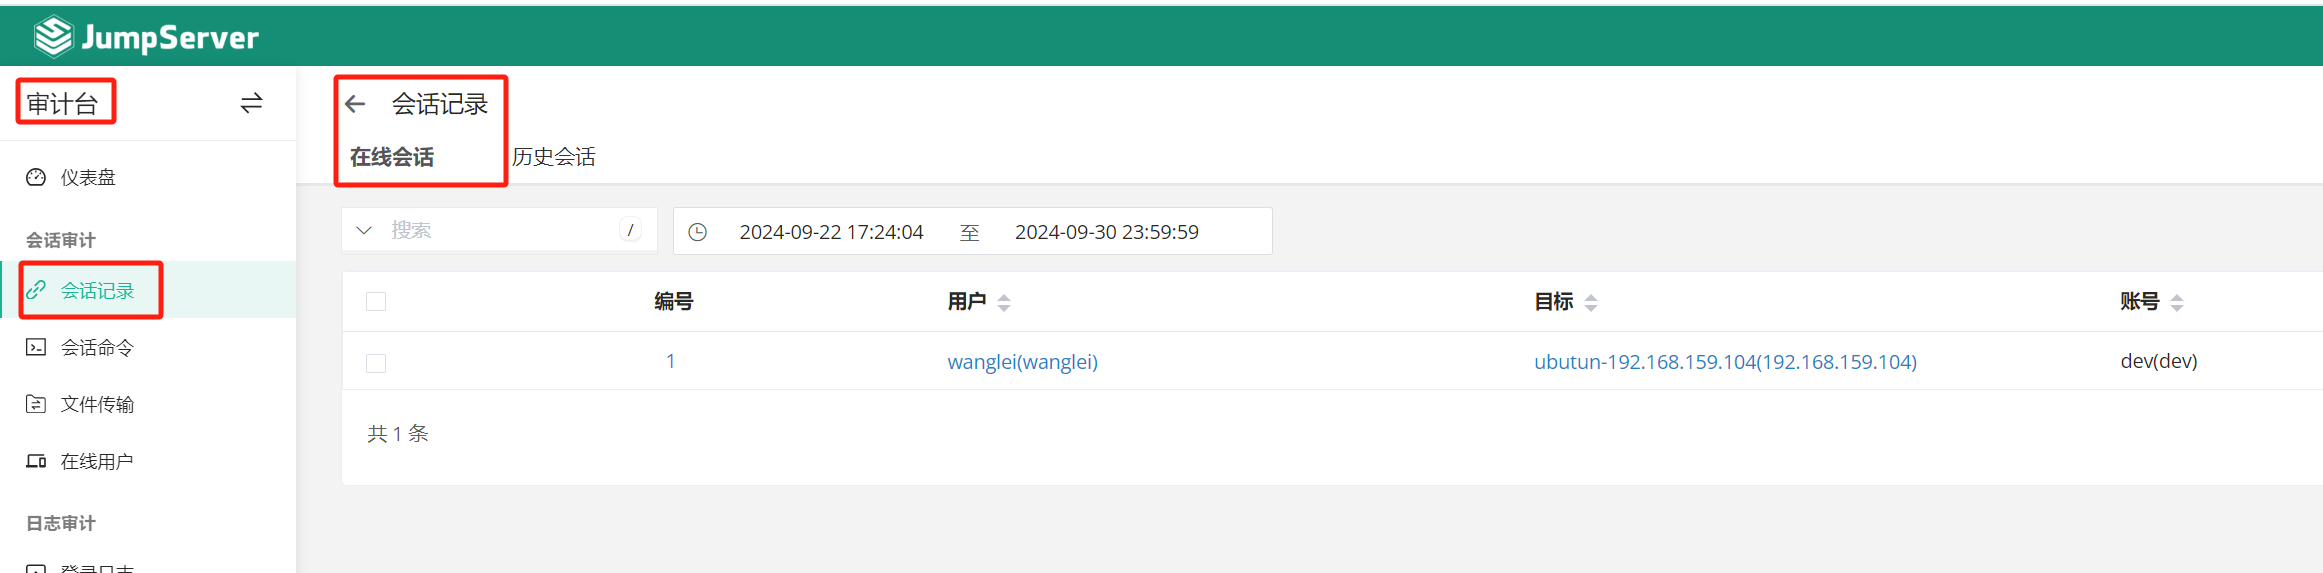 JumpServer
审计台
仪表盘
会话审计
会话记录
会话命令
文件传输
在线用户
日志审计
登录日志
会话记录
在线会话 历史会话
搜索 / 2024-09-22 17:24:04 至 2024-09-30 23:59:59
编号 用户 目标 账号
1 wanglei(wanglei) ubutun-192.168.159.104(192.168.159.104) dev(dev)
共 1 条